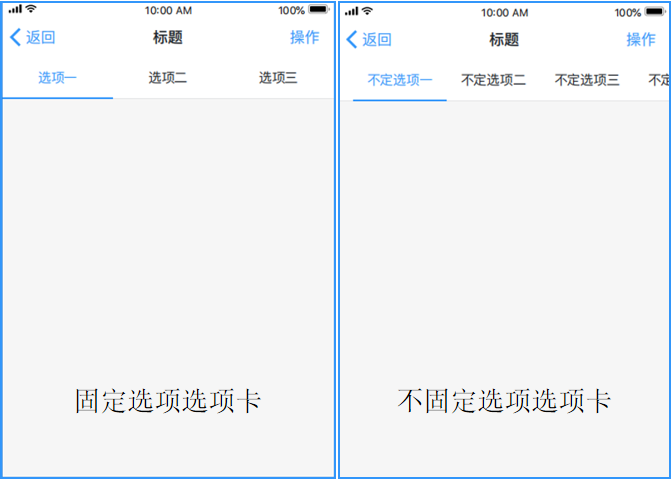 10:00 AM 100%
返回 标题 操作
选项一 选项二 选项三
固定选项选项卡
10:00 AM 100%
返回 标题 操作
不定选项一 不定选项二 不定选项三 不定
不固定选项选项卡